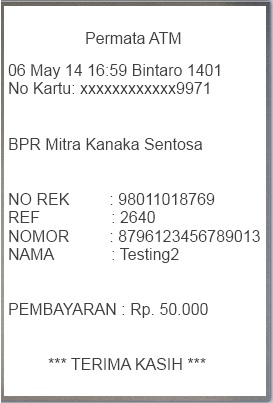 Permata ATM
06 May 14 16:59 Bintaro 1401
No Kartu: xxxxxxxxxxxx9971
BPR Mitra Kanaka Sentosa
NO REK : 98011018769
REF : 2640
NOMOR : 8796123456789013
NAMA : Testing2
PEMBAYARAN : Rp. 50.000
*** TERIMA KASIH ***